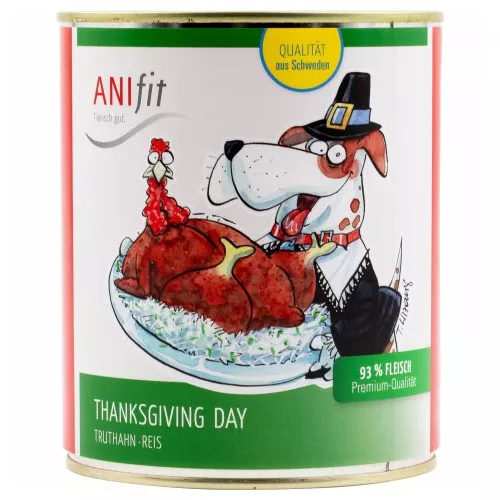 QUALITÄT
aus Schweden
ANIfit
Tierisch gut.
93 % FLEISCH
Premium-Qualität
THANKSGIVING DAY
TRUTHAHN · REIS